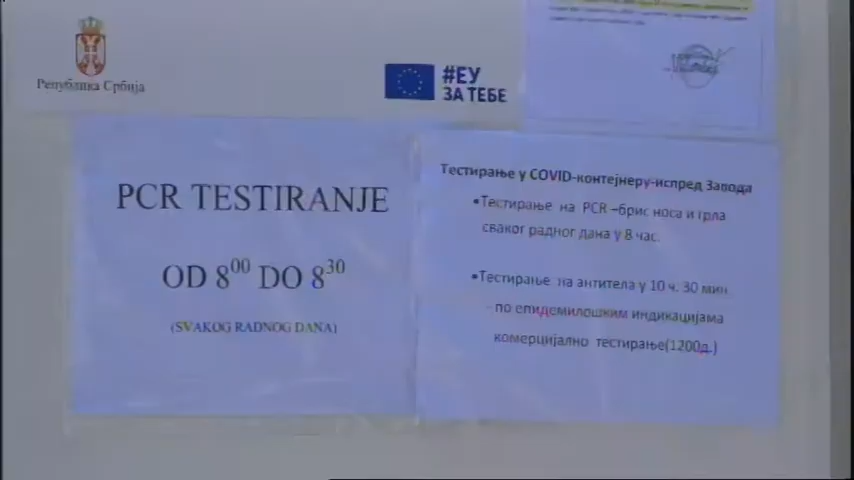 Република Србија
#ЕУ
ЗА ТЕБЕ
PCR TESTIRANJE
OD 8⁰⁰ DO 8³⁰
(SVAKOG RADNOG DANA)
Тестирање у COVID-контејнеру-испред Завода
•Тестирање на PCR –брис носа и грла
сваког радног дана у 8 час.
•Тестирање на антитела у 10 ч. 30 мин.
- по епидемилошким индикацијама
комерцијално тестирање(1200д.)